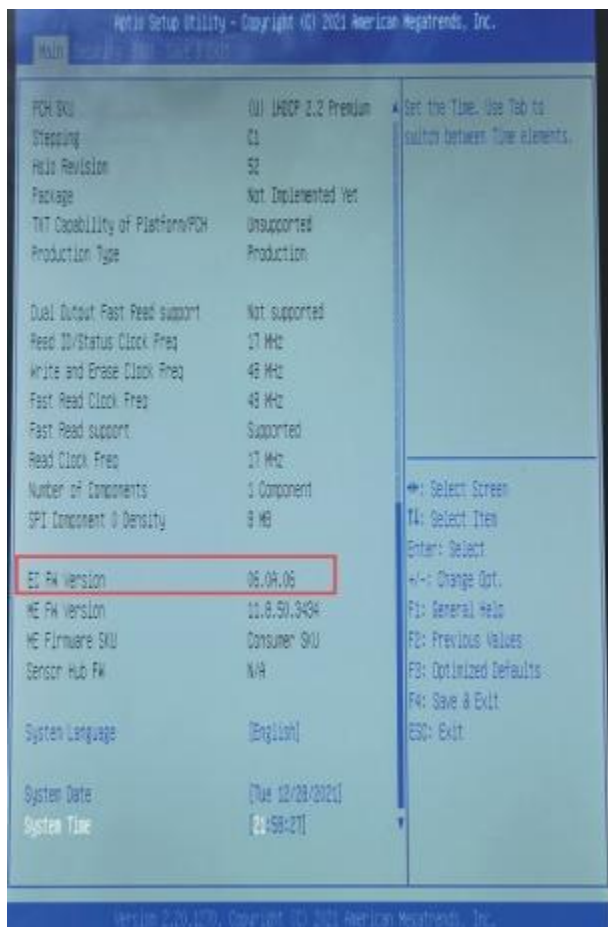 Aptio Setup Utility - Copyright (C) 2021 American Megatrends, Inc.
Main
PCH SKU (U) iHDCP 2.2 Premium
Stepping C1
Hsio Revision 52
Package Not Implemented Yet
TXT Capability of Platform/PCH Unsupported
Production Type Production
Dual Output Fast Read support Not supported
Read ID/Status Clock Freq 17 MHz
Write and Erase Clock Freq 48 MHz
Fast Read Clock Freq 48 MHz
Fast Read support Supported
Read Clock Freq 17 MHz
Number of Components 1 Component
SPI Component 0 Density 8 MB
EC FW Version 06.0A.06
ME FW Version
ME Firmware SKU Consumer SKU
Sensor Hub FW N/A
System Language [English]
System Date [Tue 12/28/2021]
System Time [21:58:27]
Set the Time. Use Tab to
switch between Time elements.
: Select Screen
↑↓: Select Item
Enter: Select
+/-: Change Opt.
F1: General Help
F2: Previous Values
F3: Optimized Defaults
F4: Save & Exit
ESC: Exit
Version 2.20.1270. Copyright (C) 2021 American Megatrends, Inc.